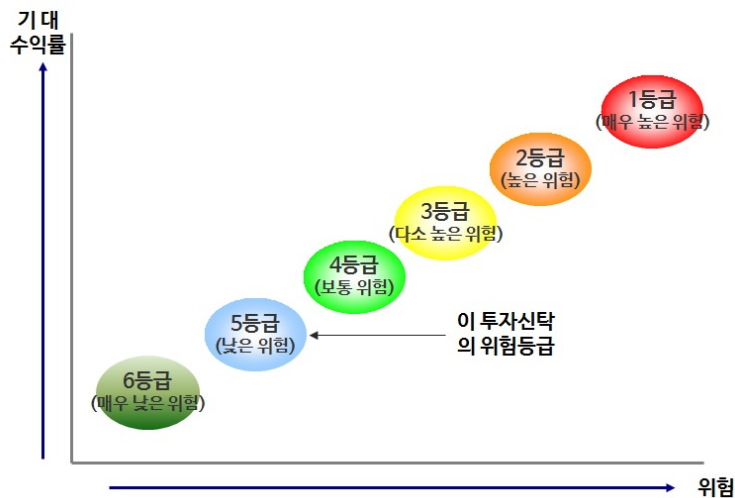 기 대
수익률
1등급
(매우 높은 위험)
2등급
(높은 위험)
3등급
(다소 높은 위험)
4등급
(보통 위험)
5등급
(낮은 위험)
이 투자신탁
의 위험등급
6등급
(매우 낮은 위험)
위험